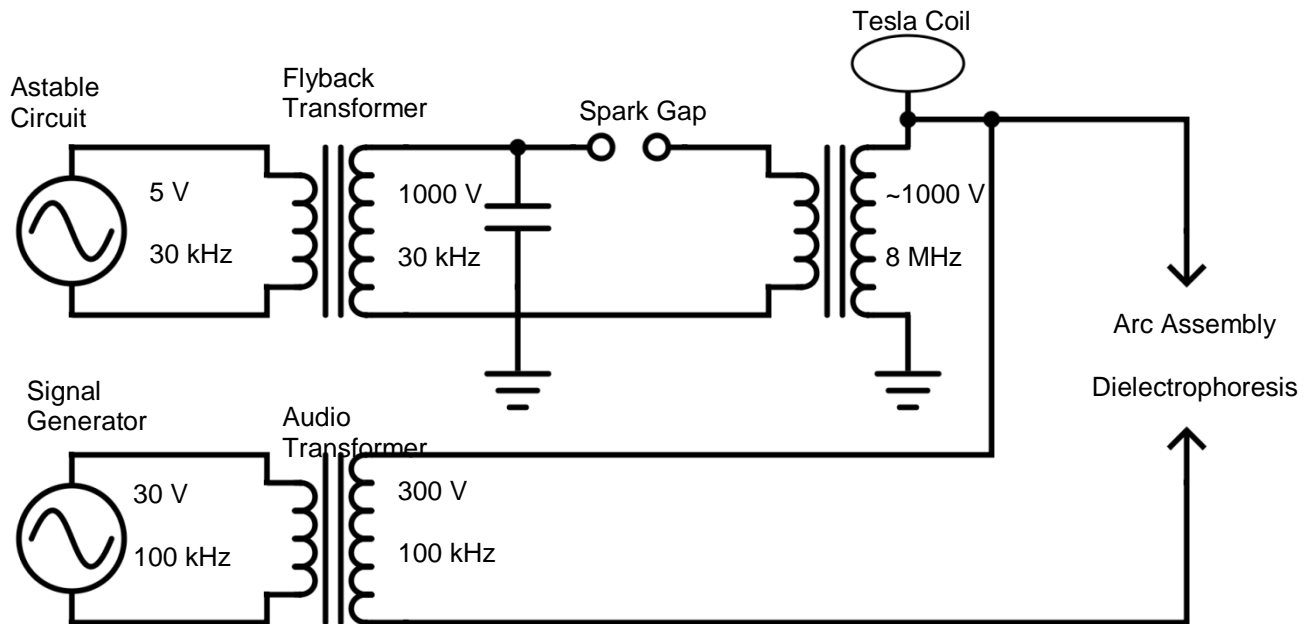 Tesla Coil
Astable
Circuit
Flyback
Transformer
Spark Gap
5 V
30 kHz
1000 V
30 kHz
~1000 V
8 MHz
Arc Assembly
Dielectrophoresis
Signal
Generator
Audio
Transformer
30 V
100 kHz
300 V
100 kHz